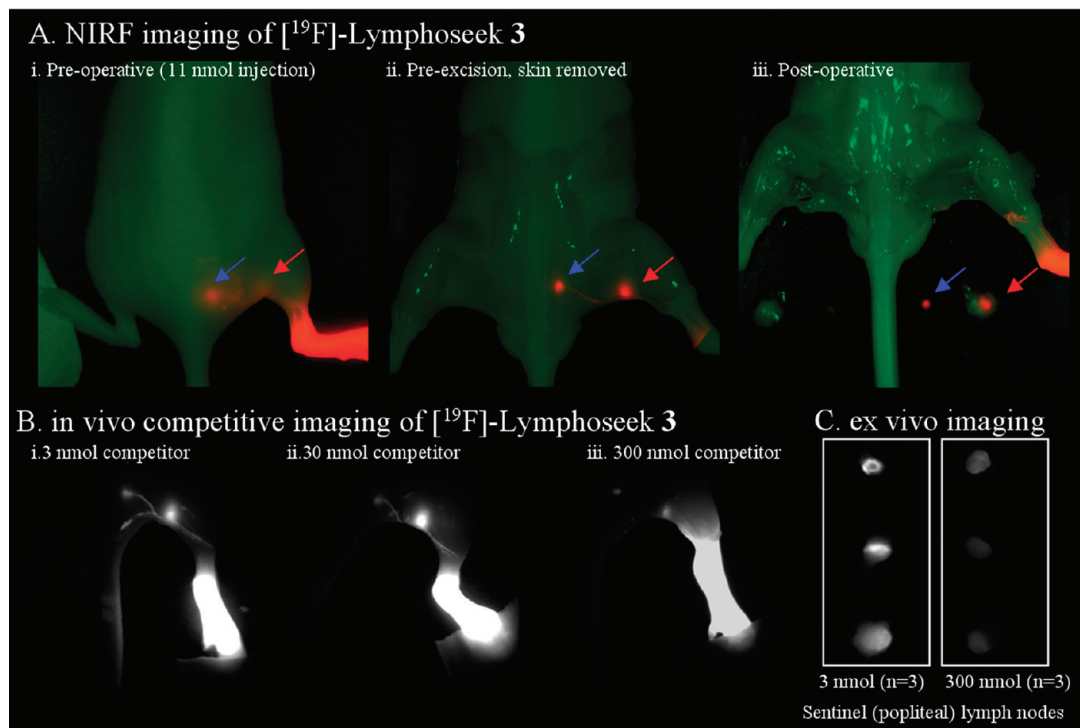 A. NIRF imaging of [¹⁹F]-Lymphoseek 3
i. Pre-operative (11 nmol injection)
ii. Pre-excision, skin removed
iii. Post-operative
B. in vivo competitive imaging of [¹⁹F]-Lymphoseek 3
i.3 nmol competitor
ii.30 nmol competitor
iii. 300 nmol competitor
C. ex vivo imaging
3 nmol (n=3)
300 nmol (n=3)
Sentinel (popliteal) lymph nodes